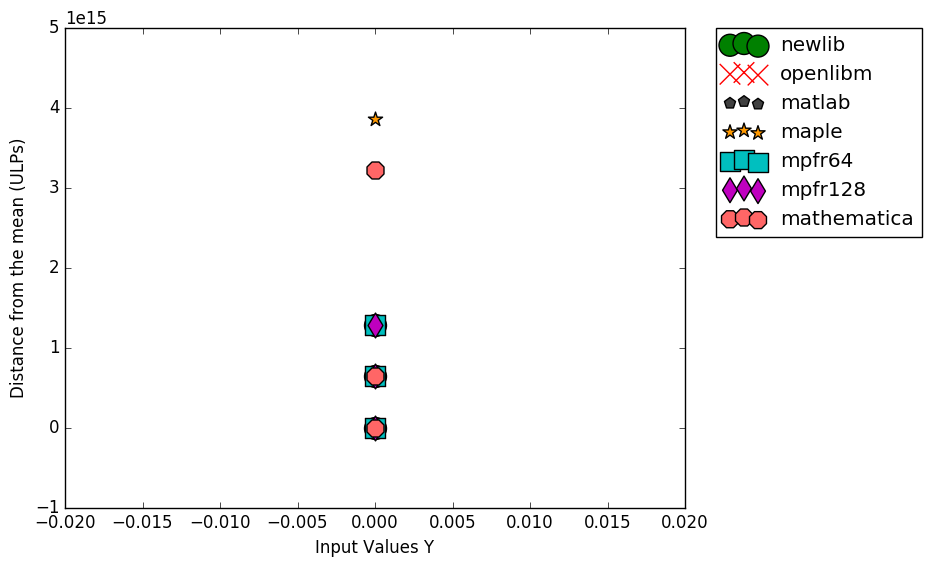 1e15
5
4
3
2
1
0
−1
−0.020 −0.015 −0.010 −0.005 0.000 0.005 0.010 0.015 0.020
Input Values Y
Distance from the mean (ULPs)
newlib
openlibm
matlab
maple
mpfr64
mpfr128
mathematica